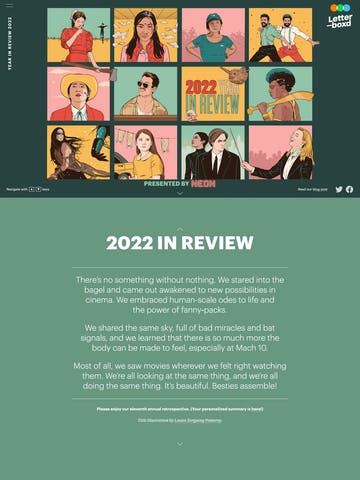 YEAR IN REVIEW 2022
Letter
–boxd
2022
IN REVIEW
PRESENTED BY NEON
Navigate with keys
Read our blog post
2022 IN REVIEW
There's no something without nothing. We stared into the
bagel and came out awakened to new possibilities in
cinema. We embraced human-scale odes to life and
the power of fanny-packs.
We shared the same sky, full of bad miracles and bat
signals, and we learned that there is so much more the
body can be made to feel, especially at Mach 10.
Most of all, we saw movies wherever we felt right watching
them. We're all looking at the same thing, and we're all
doing the same thing. It's beautiful. Besties assemble!
Please enjoy our eleventh annual retrospective. (Your personalized summary is here!)
Title illustration by